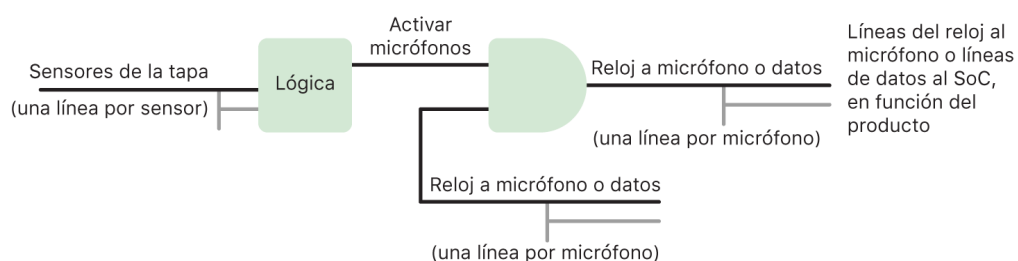 Activar
micrófonos
Sensores de la tapa
(una línea por sensor)
Lógica
Reloj a micrófono o datos
(una línea por micrófono)
Líneas del reloj al
micrófono o líneas
de datos al SoC,
en función del
producto
Reloj a micrófono o datos
(una línea por micrófono)